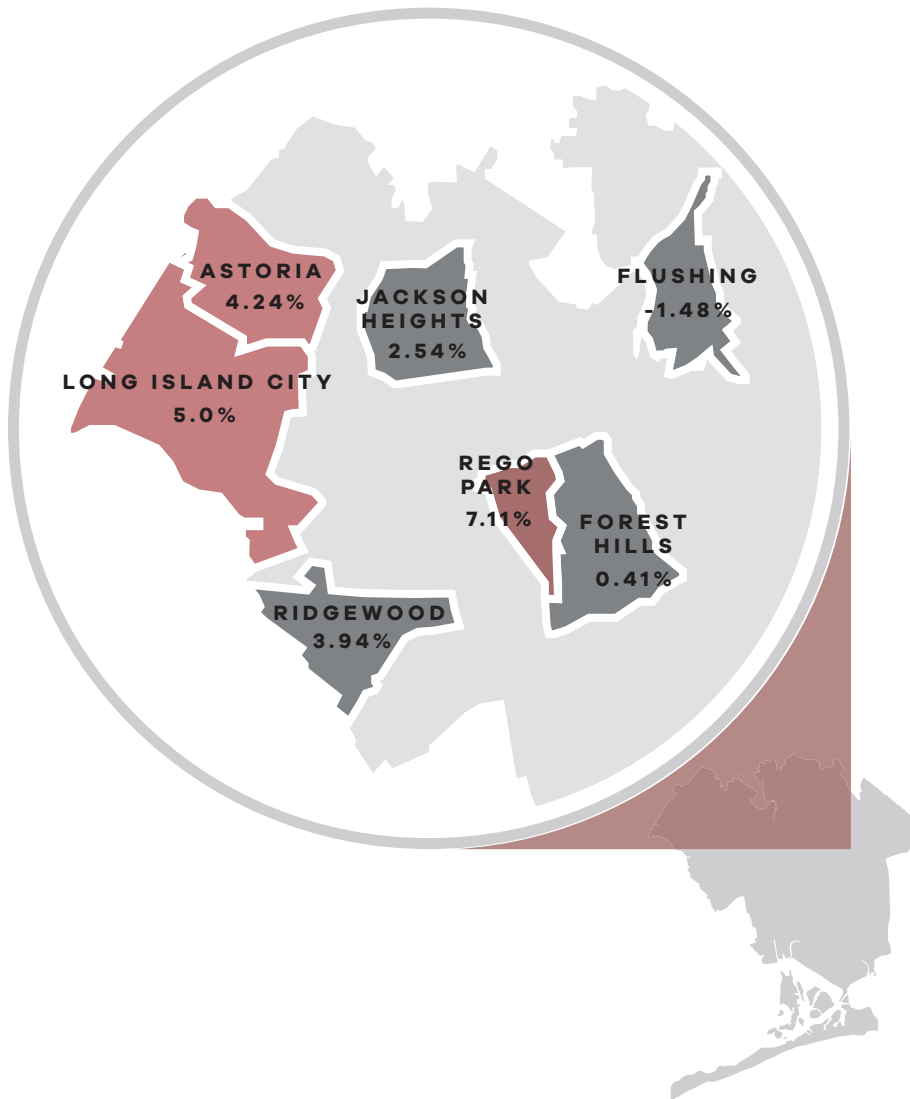 ASTORIA
4.24%
JACKSON
HEIGHTS
2.54%
FLUSHING
-1.48%
LONG ISLAND CITY
5.0%
REGO
PARK
7.11%
FOREST
HILLS
0.41%
RIDGEWOOD
3.94%